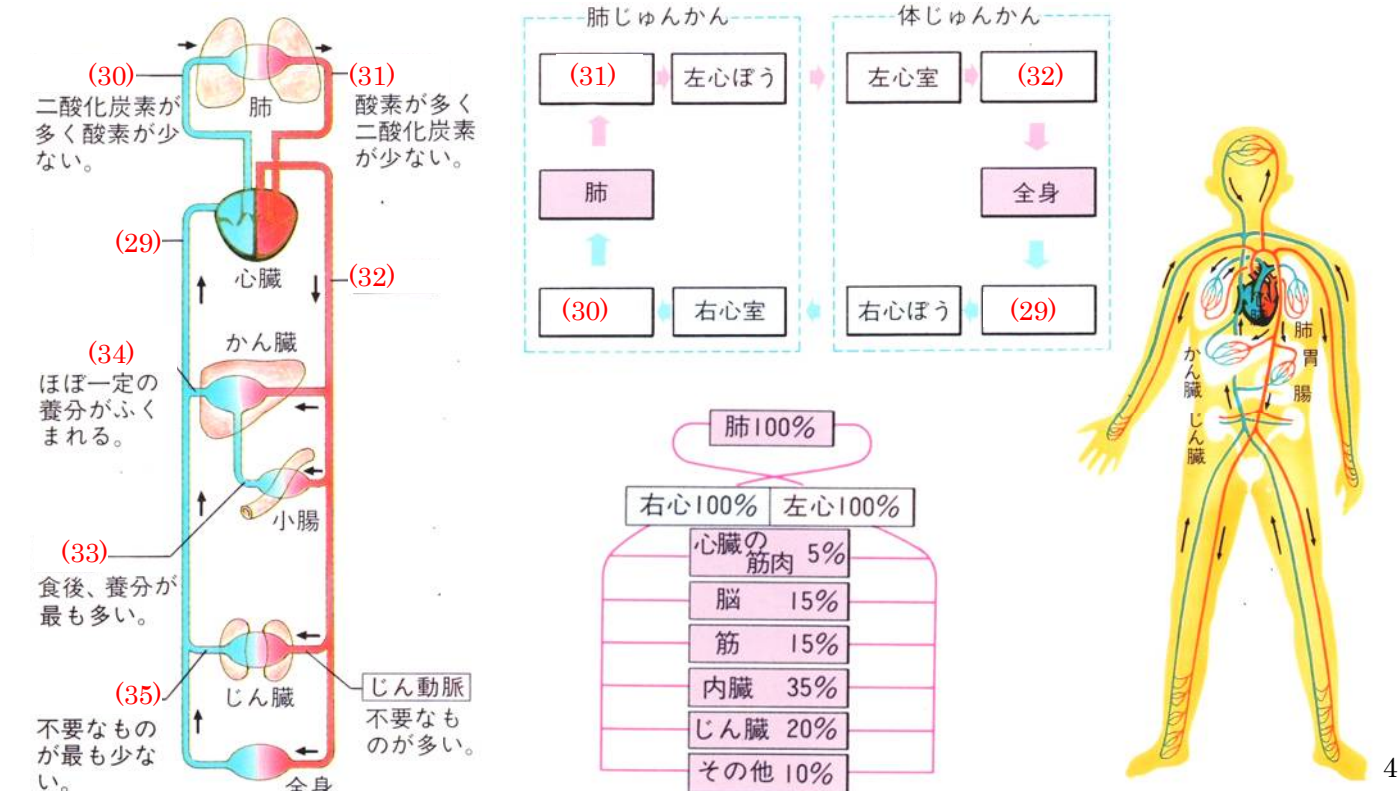 (30)
二酸化炭素が
多く酸素が少
ない。
肺
(31)
酸素が多く
二酸化炭素
が少ない。
(29)
心臓
(32)
(34)
ほぼ一定の
養分がふく
まれる。
かん臓
小腸
(33)
食後、養分が
最も多い。
(35)
不要なもの
が最も少な
い。
じん臓
じん動脈
不要なも
のが多い。
全身
肺じゅんかん
(31)
左心ぼう
肺
(30)
右心室
体じゅんかん
左心室
(32)
全身
右心ぼう
(29)
肺100%
右心100%
左心100%
心臓の
筋肉 5%
脳 15%
筋 15%
内臓 35%
じん臓 20%
その他 10%
肺
胃
腸
かん臓
じん臓
4